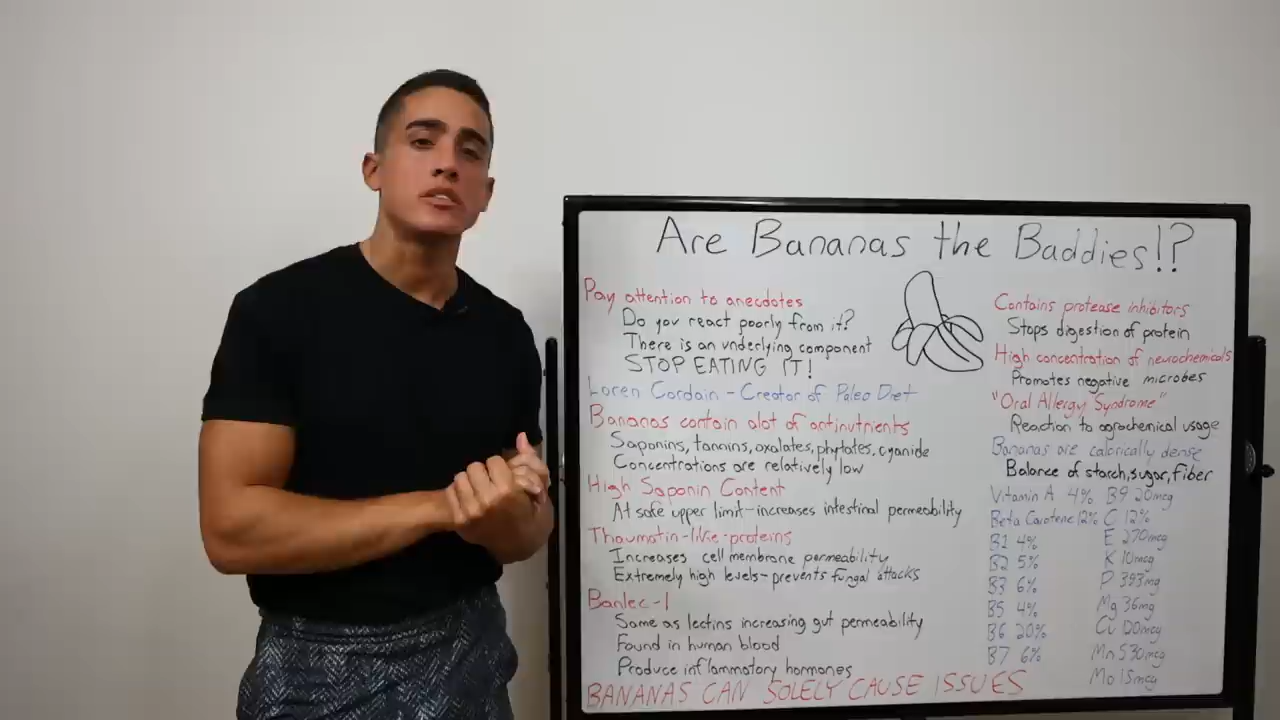 Are Bananas the Baddies!?
Pay attention to anecdotes
Do you react poorly from it?
There is an underlying component
STOP EATING IT!
Loren Cordain - Creator of Paleo Diet
Bananas contain alot of antinutrients
Saponins, tannins, oxalates, phytates, cyanide
Concentrations are relatively low
High Saponin Content
At safe upper limit - increases intestinal permeability
Thaumatin-like-proteins
Increases cell membrane permeability
Extremely high levels - prevents fungal attacks
Banlec-1
Same as lectins increasing gut permeability
Found in human blood
Produce inflammatory hormones
BANANAS CAN SOLELY CAUSE ISSUES
Contains protease inhibitors
Stops digestion of protein
High concentration of neurochemicals
Promotes negative microbes
"Oral Allergy Syndrome"
Reaction to agrochemical usage
Bananas are calorically dense
Balance of starch, sugar, fiber
Vitamin A 4% B9 20mcg
Beta Carotene 12% C 12%
B1 4% E 270mcg
B2 5% K 10mcg
B3 6% P 393mg
B5 4% Mg 36mg
B6 20% Cu
B7 6% Mn 530mcg
Mo 15mcg